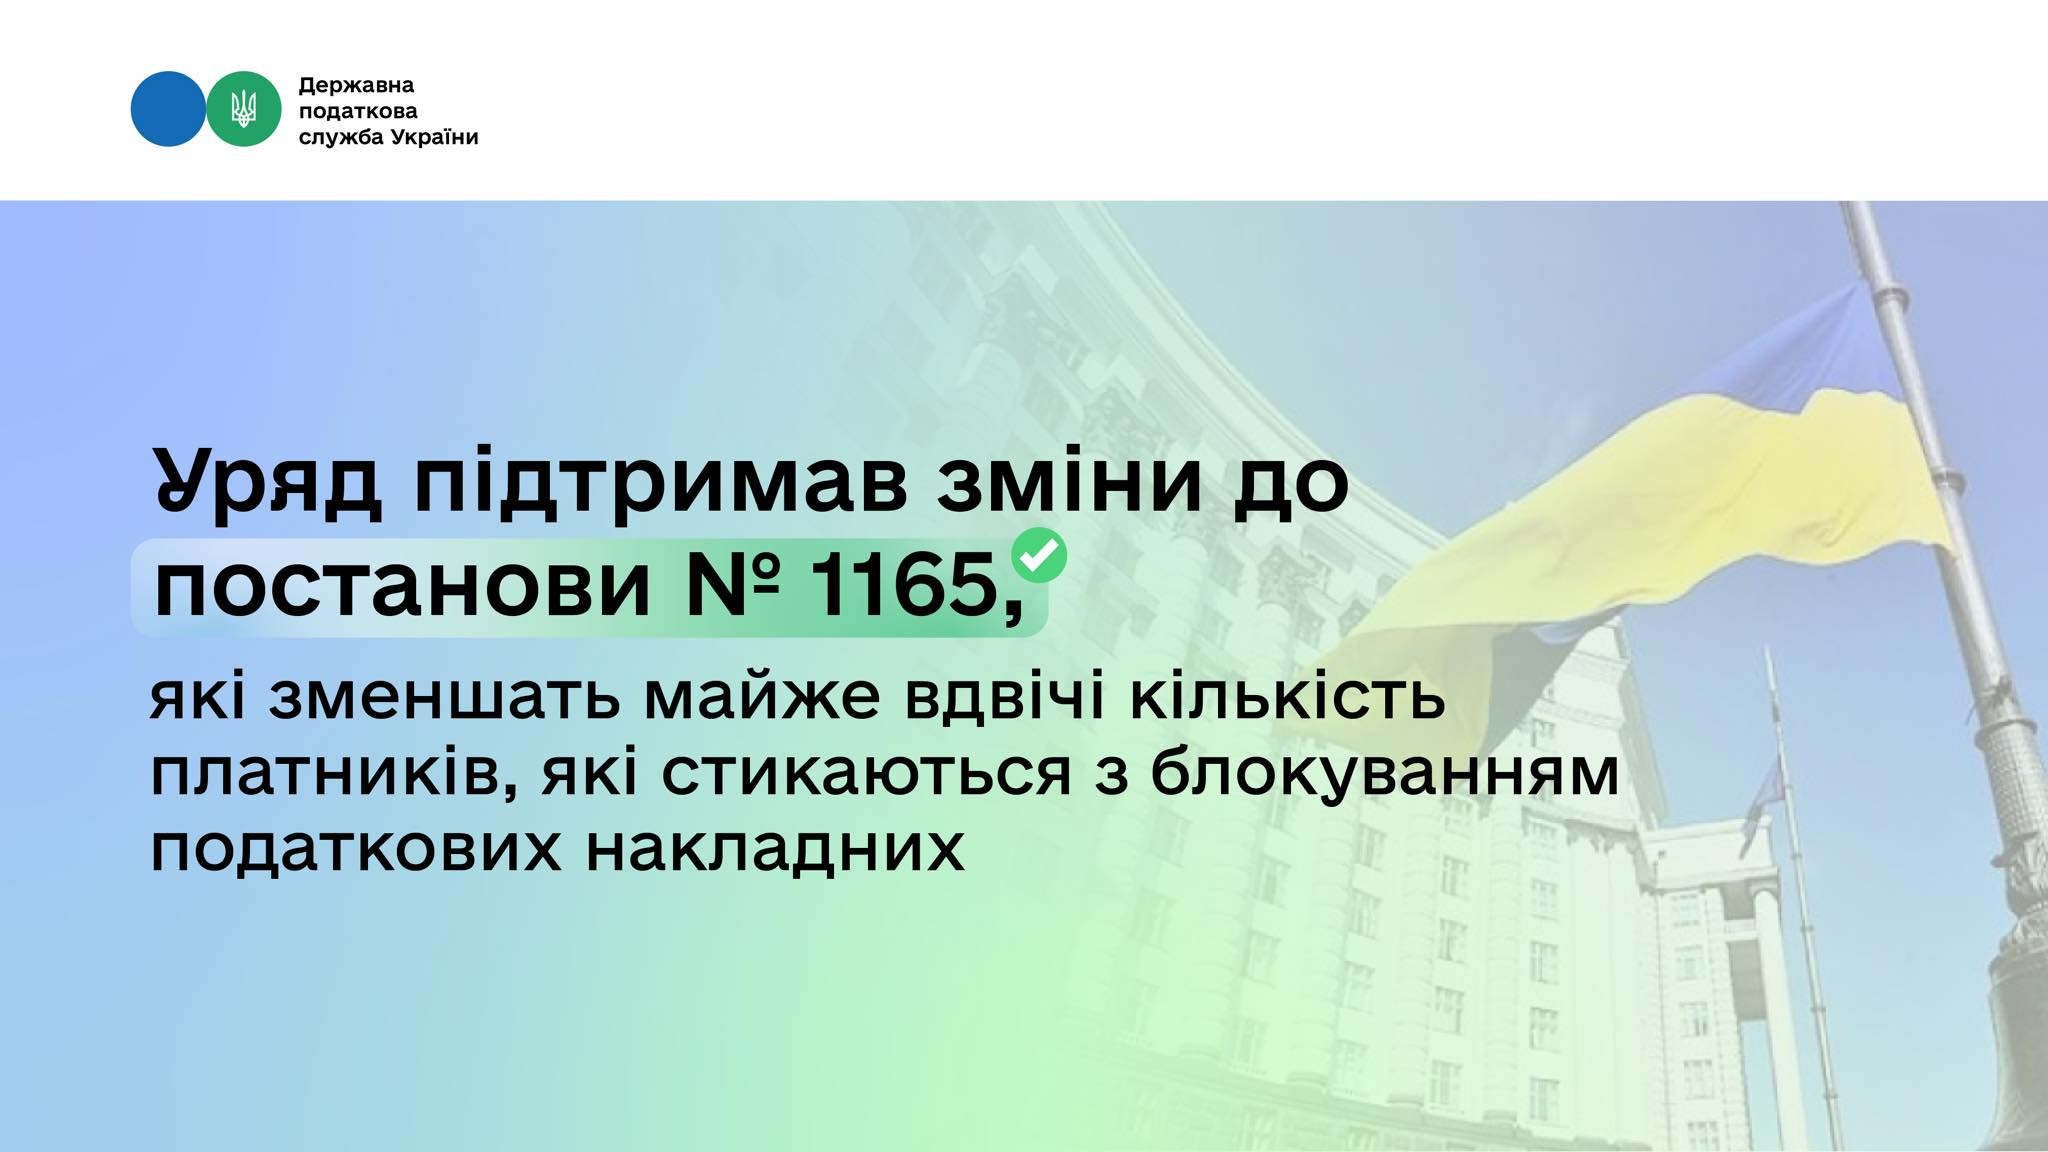 Державна
податкова
служба України
Уряд підтримав зміни до
постанови № 1165,
які зменшать майже вдвічі кількість
платників, які стикаються з блокуванням
податкових накладних